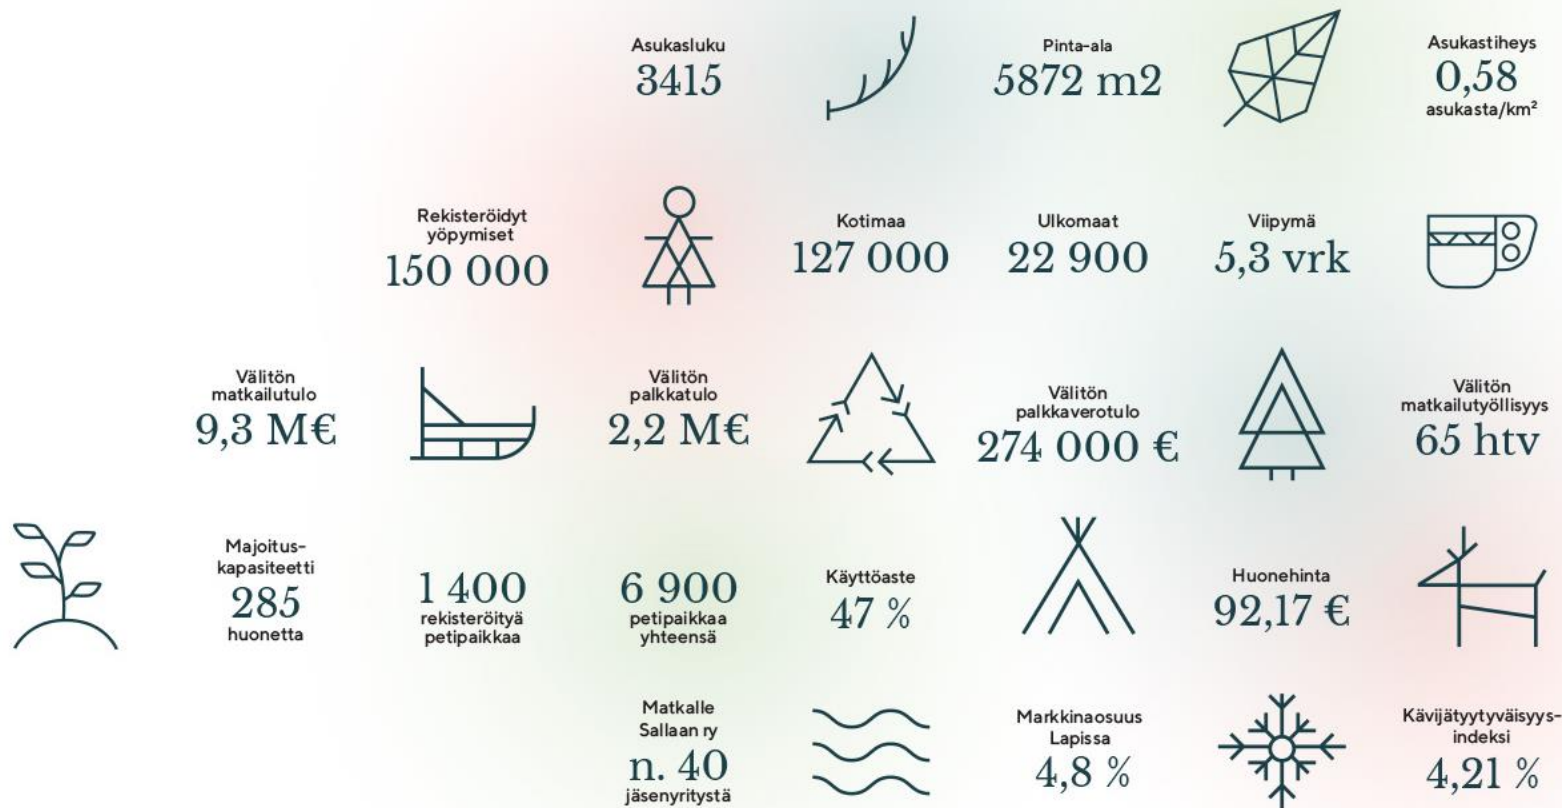 Asukasluku
3415
Pinta-ala
5872 m2
Asukastiheys
0,58
asukasta/km²
Rekisteröidyt
yöpymiset
150 000
Kotimaa
127 000
Ulkomaat
22 900
Viipymä
5,3 vrk
Välitön
matkailutulo
9,3 M€
Välitön
palkkatulo
2,2 M€
Välitön
palkkaverotulo
274 000 €
Välitön
matkailutyöllisyys
65 htv
Majoitus-
kapasiteetti
285
huonetta
1 400
rekisteröityä
petipaikkaa
6 900
petipaikkaa
yhteensä
Käyttöaste
47 %
Huonehinta
92,17 €
Matkalle
Sallaan ry
n. 40
jäsenyritystä
Markkinaosuus
Lapissa
4,8 %
Kävijätyytyväisyys-
indeksi
4,21 %